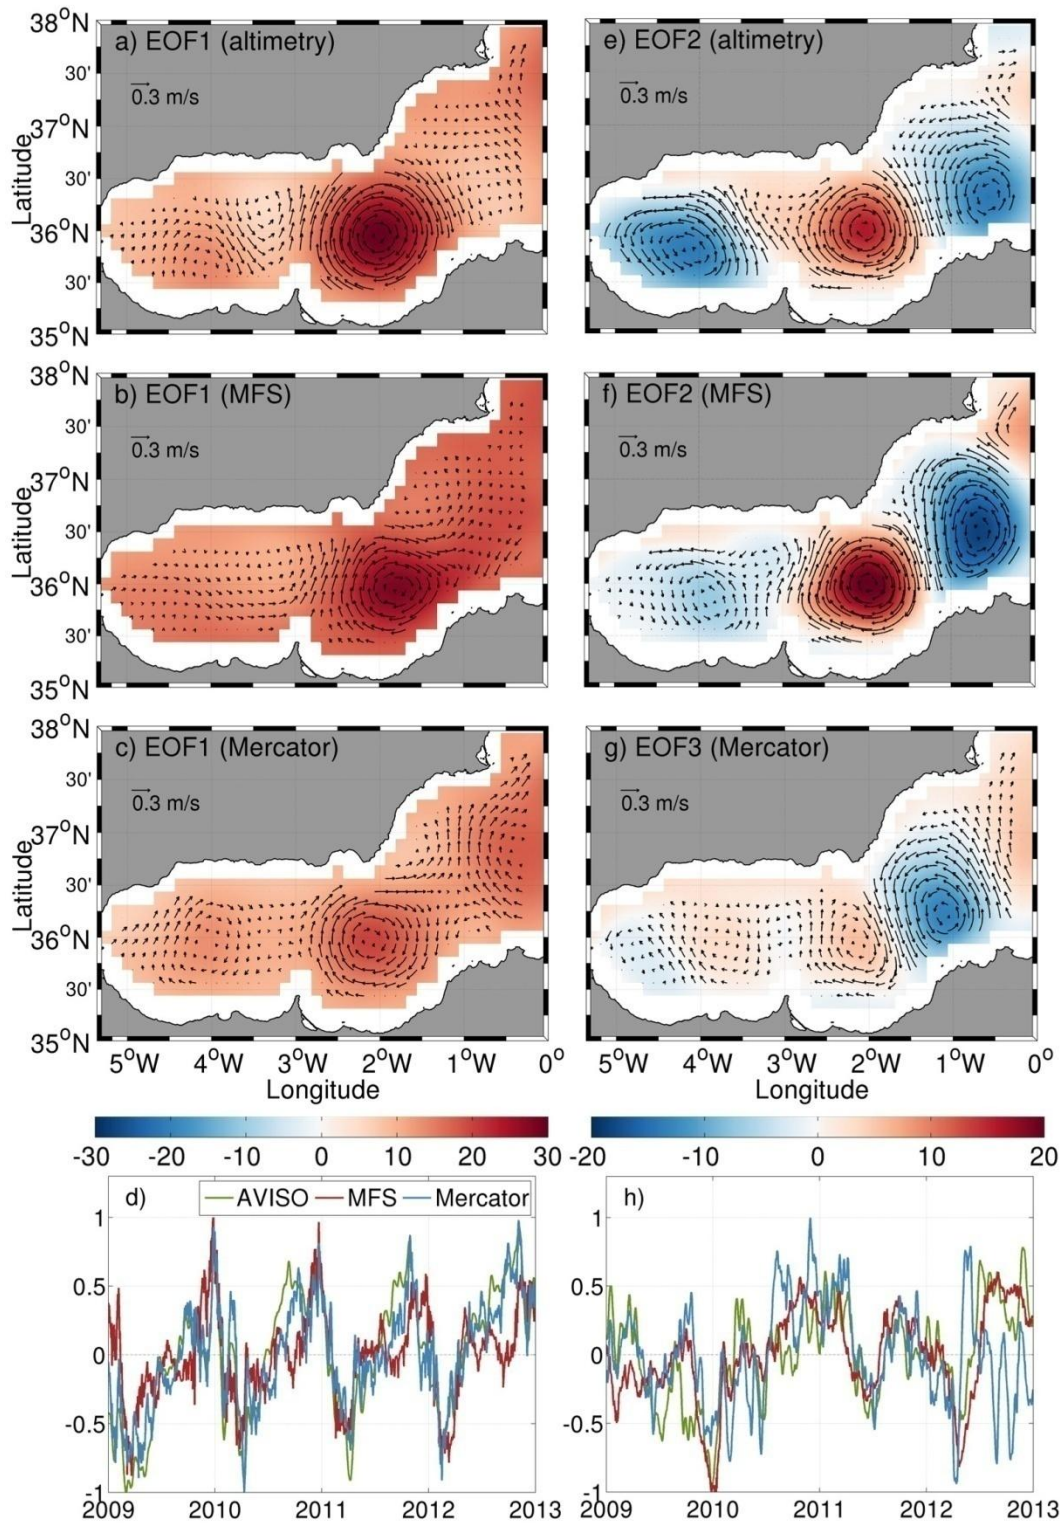 38°N
a) EOF1 (altimetry)
e) EOF2 (altimetry)
30'
0.3 m/s
0.3 m/s
37°N
30'
Latitude
Latitude
36°N
30'
35°N
38°N
b) EOF1 (MFS)
f) EOF2 (MFS)
30'
0.3 m/s
0.3 m/s
37°N
30'
Latitude
Latitude
36°N
30'
35°N
38°N
c) EOF1 (Mercator)
g) EOF3 (Mercator)
30'
0.3 m/s
0.3 m/s
37°N
30'
Latitude
36°N
30'
35°N
5°W 4°W 3°W 2°W 1°W 0°
5°W 4°W 3°W 2°W 1°W 0°
Longitude
Longitude
-30 -20 -10 0 10 20 30
-20 -10 0 10 20
d) AVISO MFS Mercator
h)
1
1
0.5
0.5
0
0
-0.5
-0.5
-1
-1
2009 2010 2011 2012 2013
2009 2010 2011 2012 2013